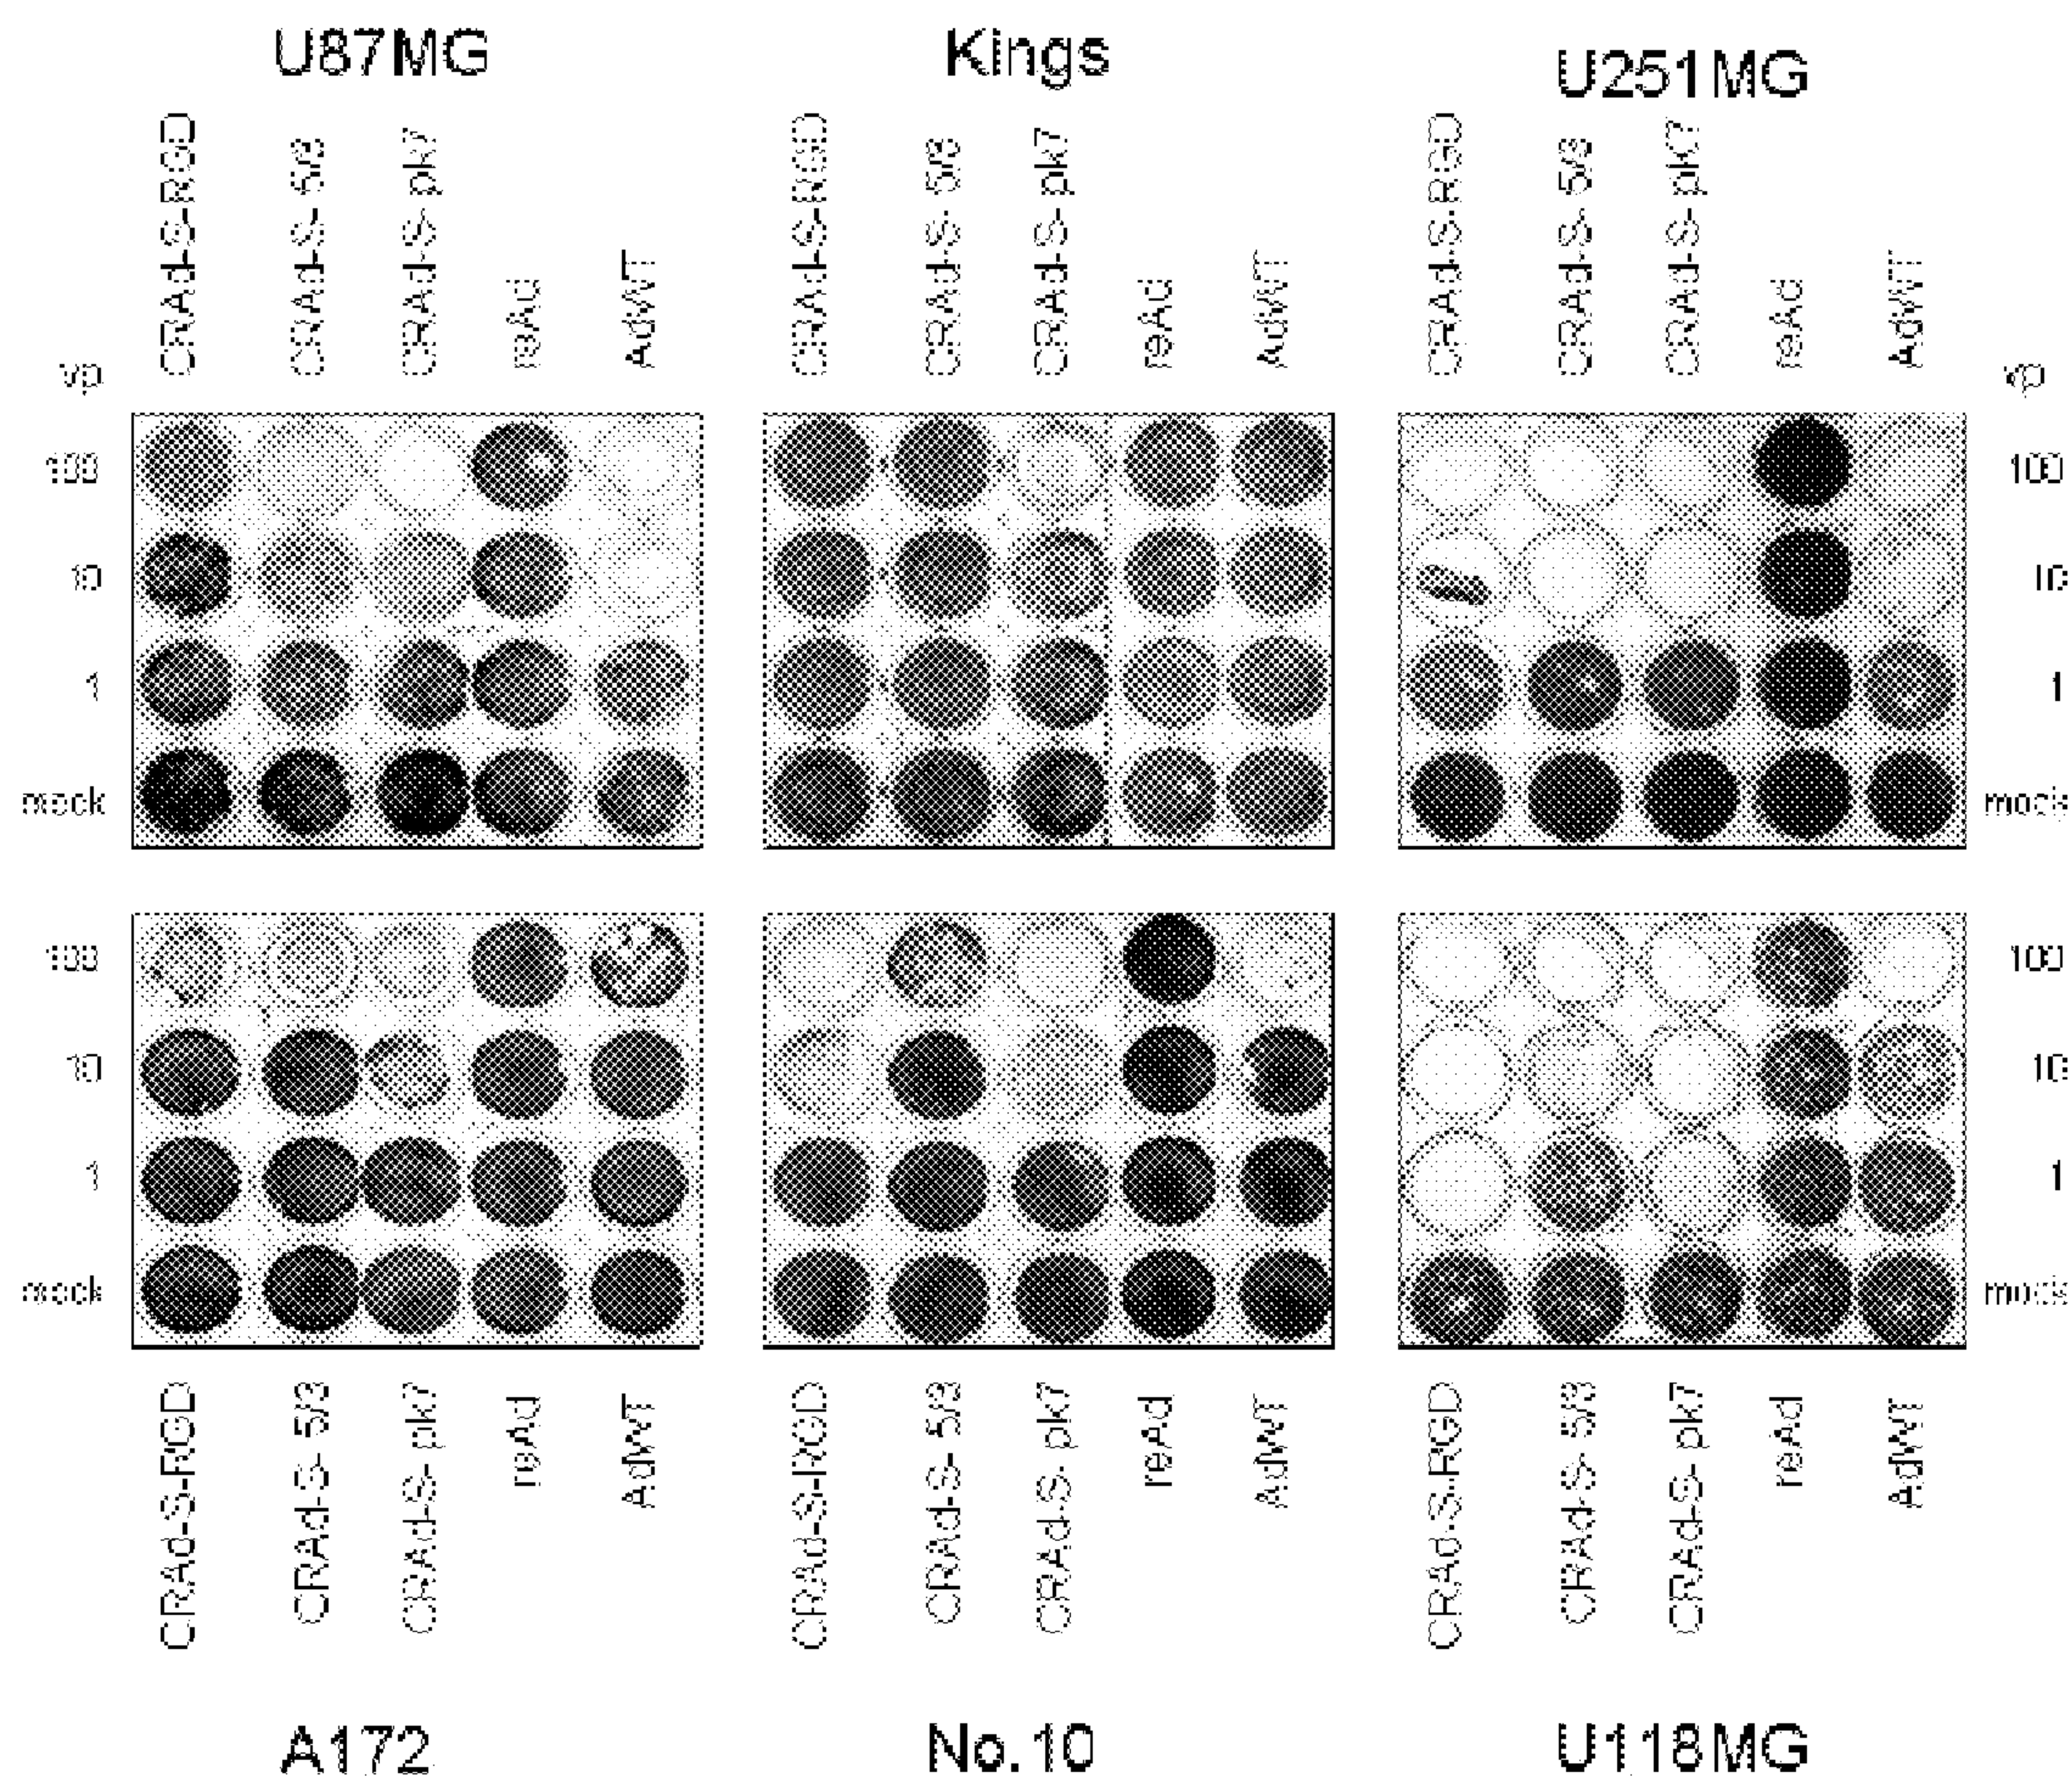 U87MG
Kings
U251MG
CRAd-S-RGD
CRAd-S- 5/3
CRAd-S- pk7
reAd
AdWT
CRAd-S-RGD
CRAd-S- 5/3
CRAd-S- pk7
reAd
AdWT
CRAd-S-RGD
CRAd-S- 5/3
CRAd-S- pK7
reAd
AdWT
vp
vp
100
100
10
10
1
1
mock
mock
100
100
10
10
1
1
mock
mock
CRAd-S-RGD
CRAd-S- 5/3
CRAd-S- pk7
reAd
AdWT
CRAd-S-RGD
CRAd-S- 5/3
CRAd-S- pk7
reAd
AdWT
CRAd-S-RGD
CRAd-S- 5/3
CRAd-S- pk7
reAd
AdWT
A172
No.10
U118MG